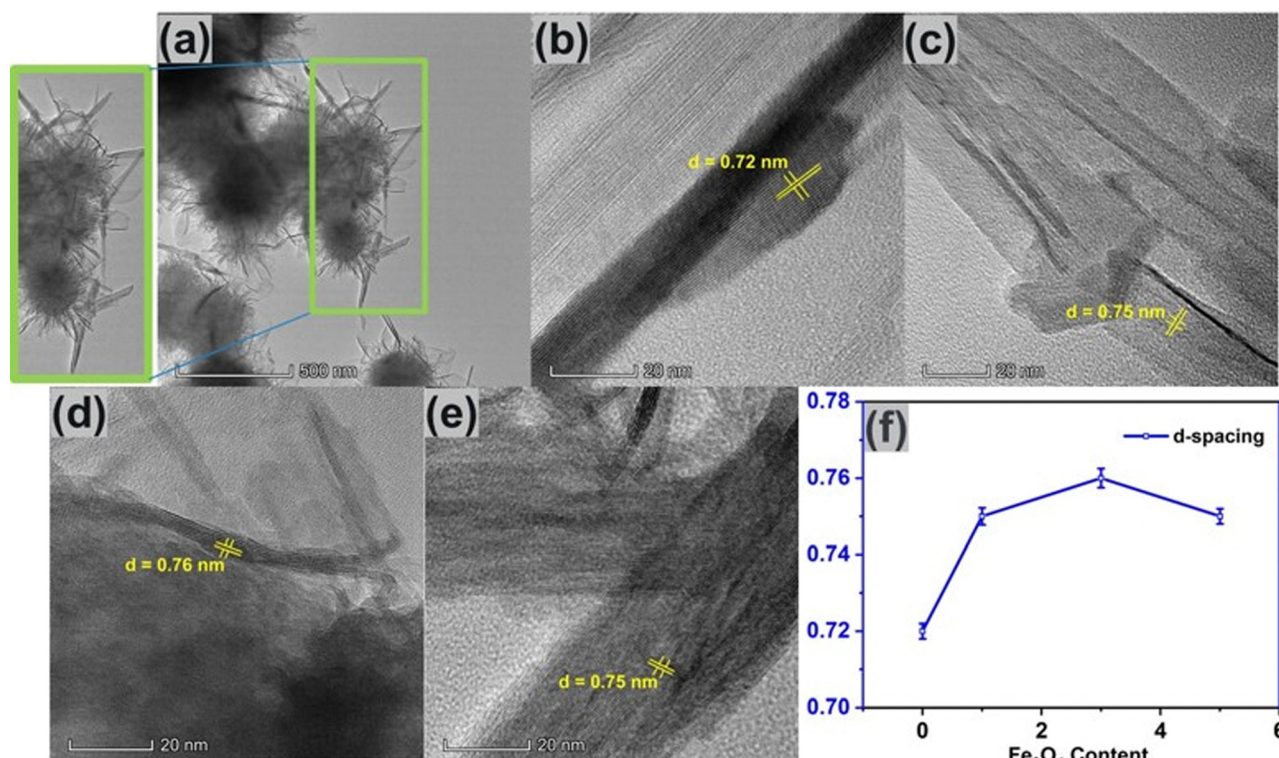 (a)
500 nm
(b)
d = 0.72 nm
20 nm
(c)
d = 0.75 nm
20 nm
(d)
d = 0.76 nm
20 nm
(e)
d = 0.75 nm
20 nm
(f)
d-spacing
0.78
0.76
0.74
0.72
0.70
0 2 4 6
Content